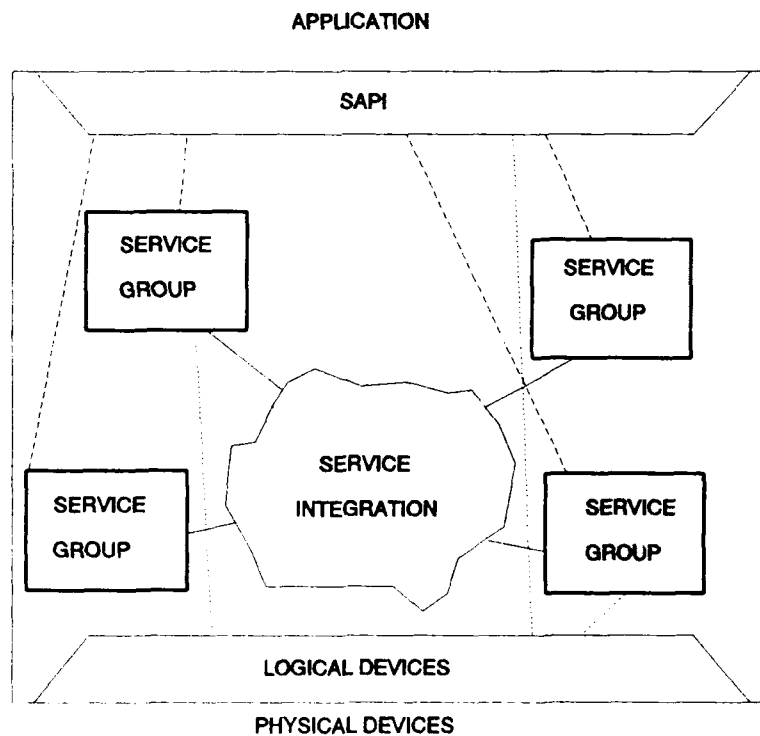 APPLICATION
SAPI
SERVICE
GROUP
SERVICE
GROUP
SERVICE
INTEGRATION
SERVICE
GROUP
SERVICE
GROUP
LOGICAL DEVICES
PHYSICAL DEVICES